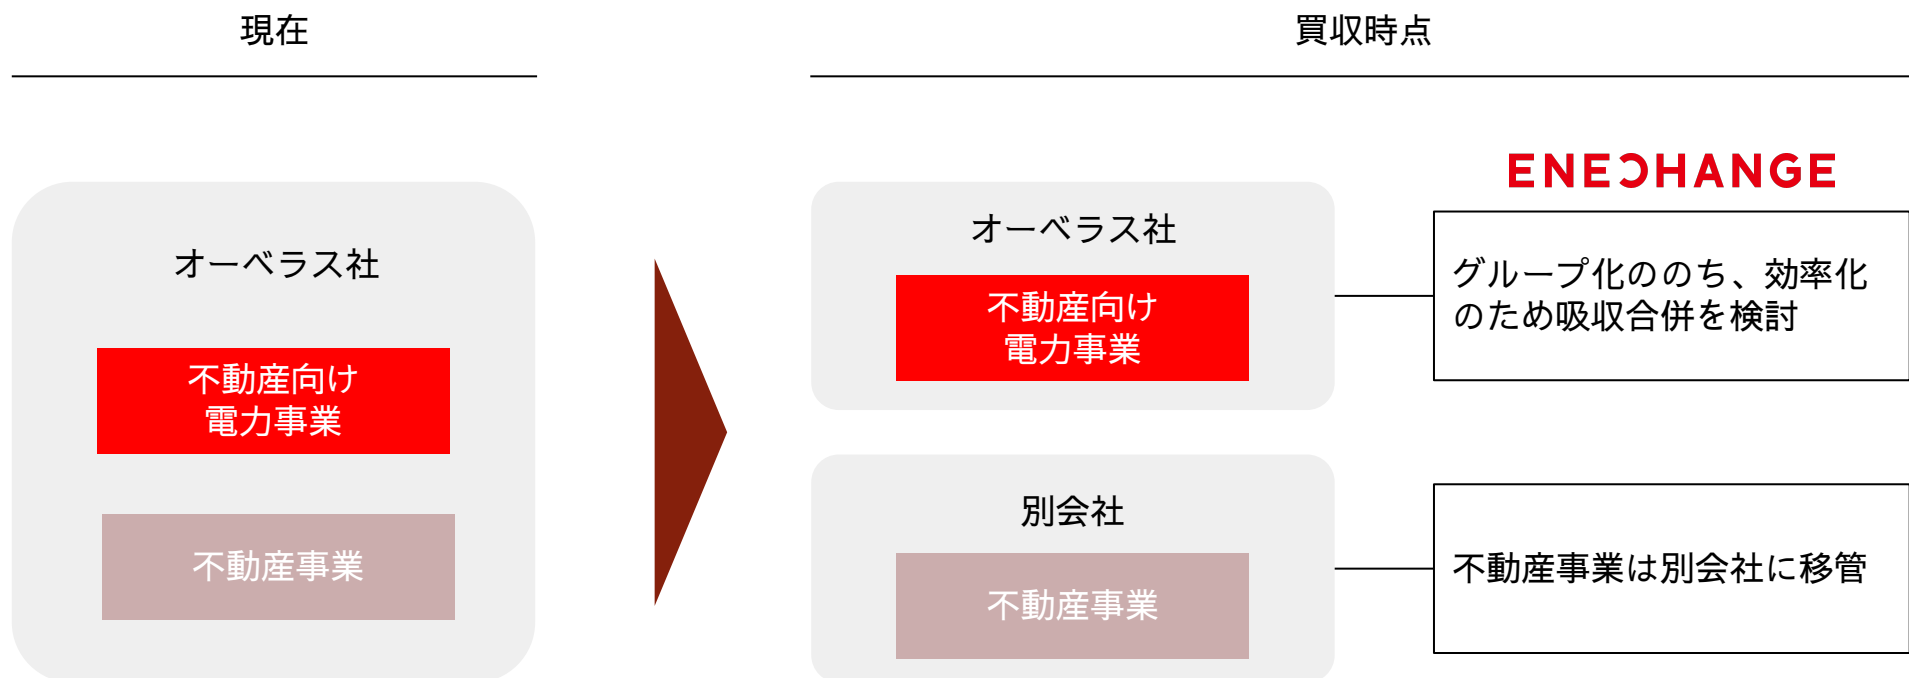 現在
買収時点
オーベラス社
不動産向け
電力事業
不動産事業
オーベラス社
不動産向け
電力事業
ENECHANGE
グループ化ののち、効率化
のため吸収合併を検討
別会社
不動産事業
不動産事業は別会社に移管